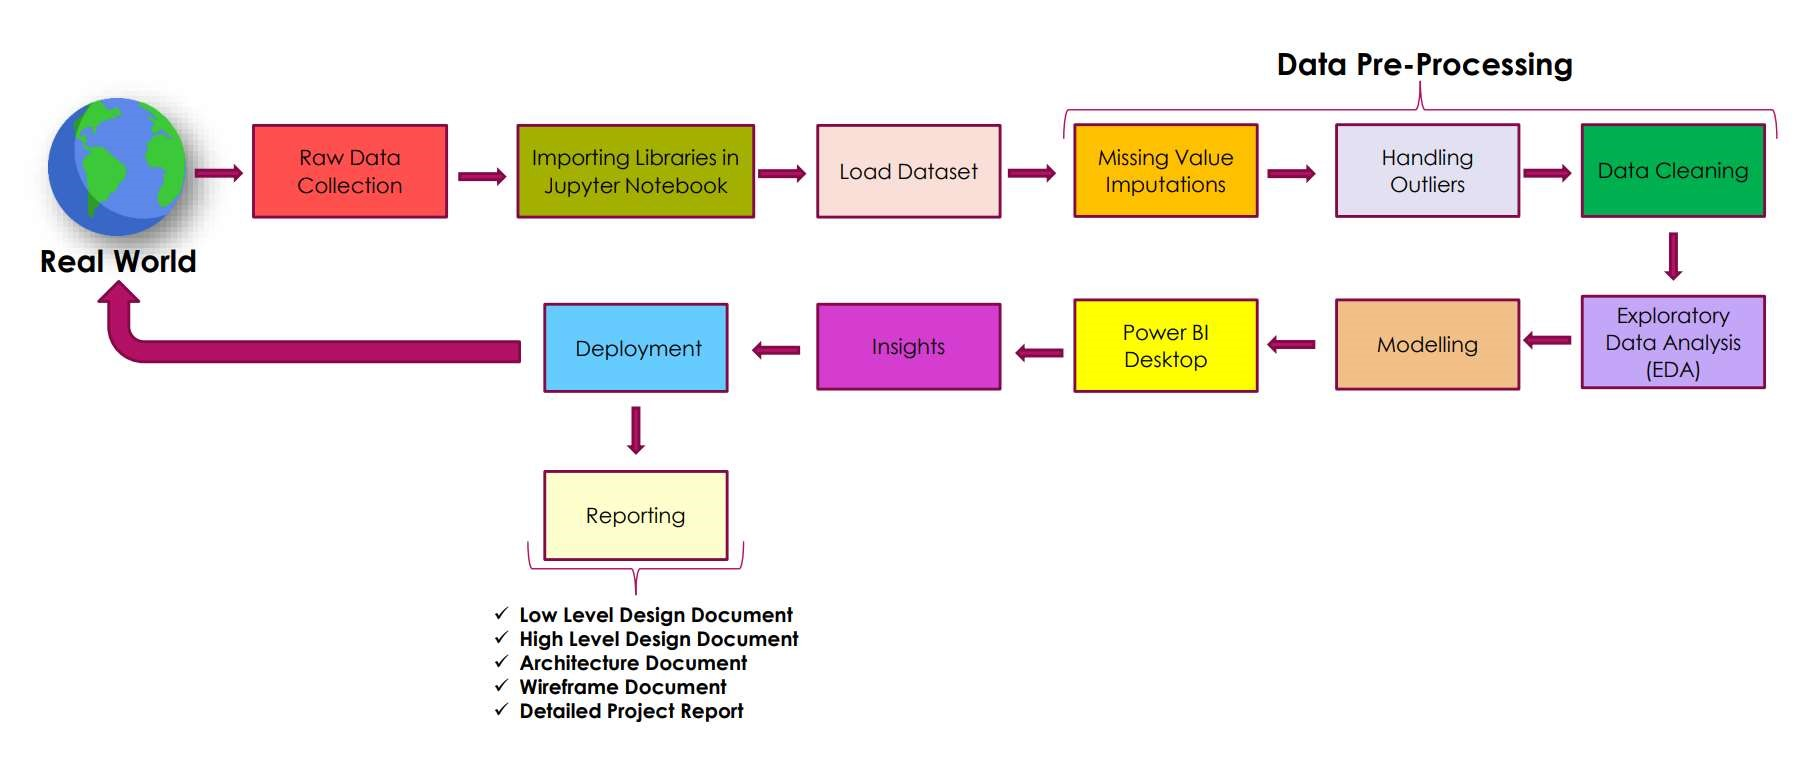 Data Pre-Processing
Real World
Raw Data
Collection
Importing Libraries in
Jupyter Notebook
Load Dataset
Missing Value
Imputations
Handling
Outliers
Data Cleaning
Exploratory
Data Analysis
(EDA)
Modelling
Power BI
Desktop
Insights
Deployment
Reporting
✓ Low Level Design Document
✓ High Level Design Document
✓ Architecture Document
✓ Wireframe Document
✓ Detailed Project Report